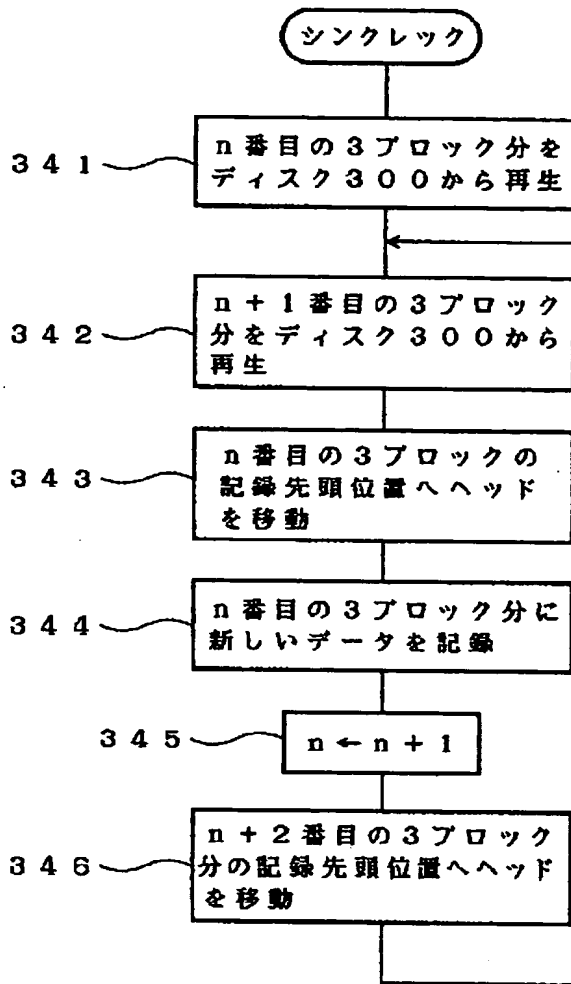 シンクレック
341
n番目の3ブロック分を
ディスク300から再生
342
n+1番目の3ブロック
分をディスク300から
再生
343
n番目の3ブロックの
記録先頭位置へヘッド
を移動
344
n番目の3ブロック分に
新しいデータを記録
345
n←n+1
346
n+2番目の3ブロック
分の記録先頭位置へヘッド
を移動